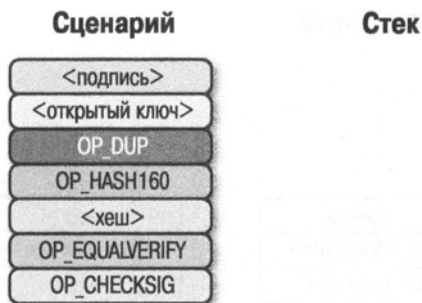 Сценарий Стек
<подпись>
<открытый ключ>
OP_DUP
OP_HASH160
<хеш>
OP_EQUALVERIFY
OP_CHECKSIG